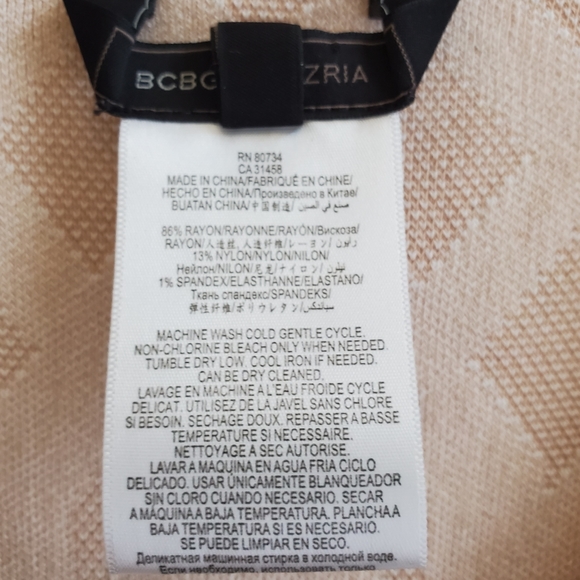 BCBG ZRIA
RN 80734
CA 31458
MADE IN CHINA/FABRIQUÉ EN CHINE/
HECHO EN CHINA/Произведено в Китае/
BUATAN CHINA/中国制造/ صنع في الصين
86% RAYON/RAYONNE/RAYÓN/Вискоза/
RAYON/人造丝, 人造纤维/レーヨン/ رايون
13% NYLON/NYLON/NILON/
Нейлон/NILON/尼龙/ナイロン/ نيلون
1% SPANDEX/ELASTHANNE/ELASTANO/
Ткань спандекс/SPANDEKS/
弹性纤维/ポリウレタン/ سباندكس
MACHINE WASH COLD GENTLE CYCLE.
NON-CHLORINE BLEACH ONLY WHEN NEEDED.
TUMBLE DRY LOW. COOL IRON IF NEEDED.
CAN BE DRY CLEANED.
LAVAGE EN MACHINE A L'EAU FROIDE CYCLE
DELICAT. UTILISEZ DE LA JAVEL SANS CHLORE
SI BESOIN. SECHAGE DOUX. REPASSER A BASSE
TEMPERATURE SI NECESSAIRE.
NETTOYAGE A SEC AUTORISE.
LAVAR A MAQUINA EN AGUA FRIA CICLO
DELICADO. USAR ÚNICAMENTE BLANQUEADOR
SIN CLORO CUANDO NECESARIO. SECAR
A MAQUINA A BAJA TEMPERATURA. PLANCHA A
BAJA TEMPERATURA SI ES NECESARIO.
SE PUEDE LIMPIAR EN SECO.
Деликатная машинная стирка в холодной воде.
Если необходимо, использовать только